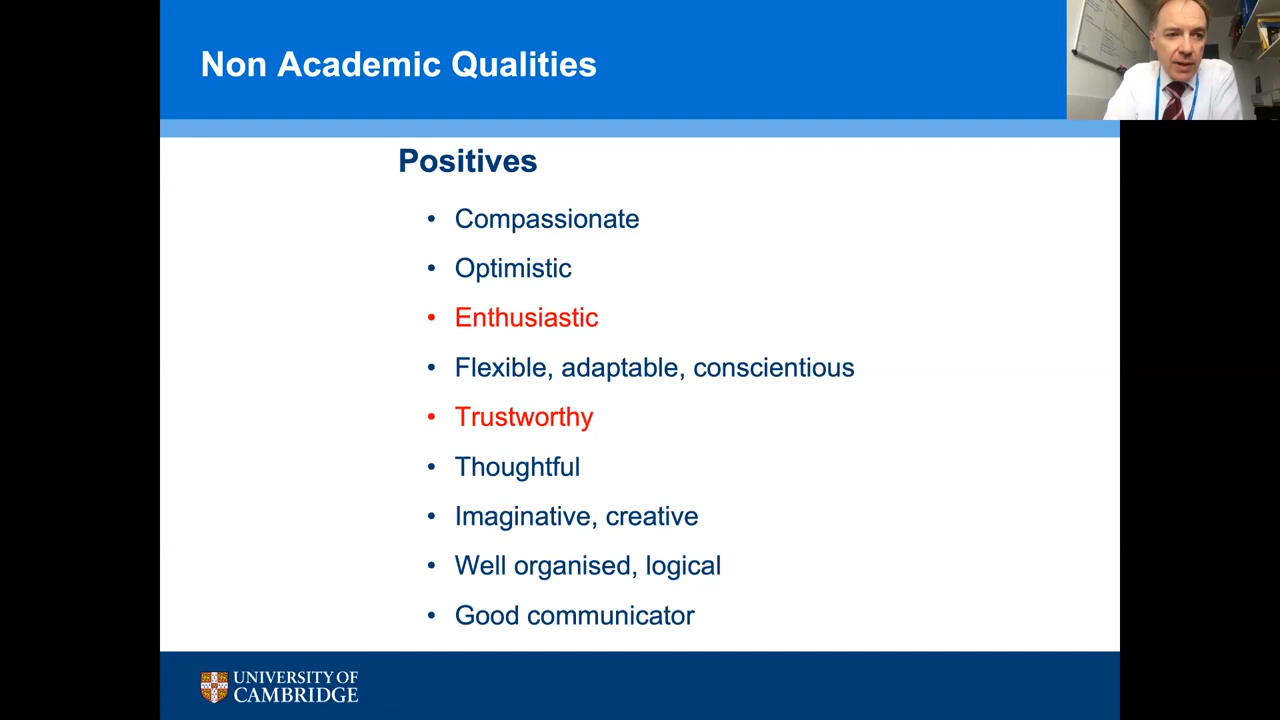 Non Academic Qualities
Positives
• Compassionate
• Optimistic
• Enthusiastic
• Flexible, adaptable, conscientious
• Trustworthy
• Thoughtful
• Imaginative, creative
• Well organised, logical
• Good communicator
UNIVERSITY OF
CAMBRIDGE